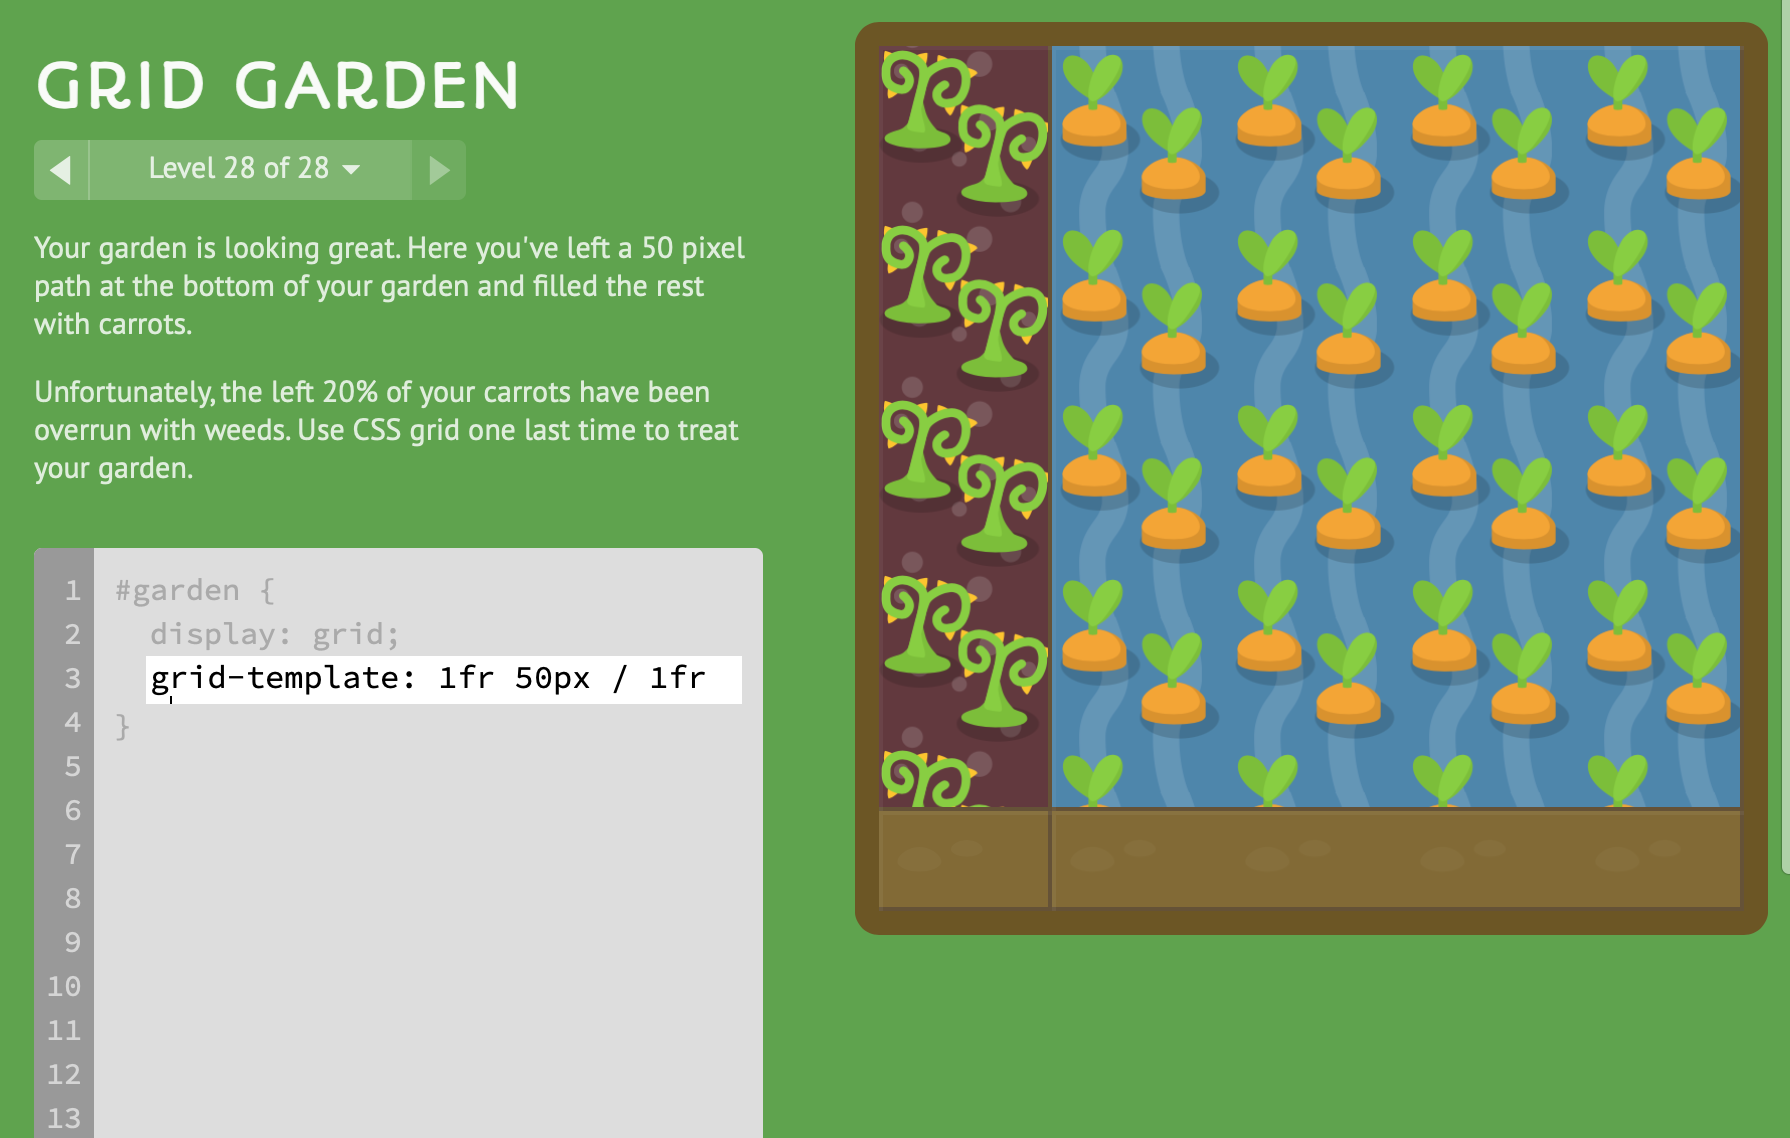 GRID GARDEN
Level 28 of 28
Your garden is looking great. Here you've left a 50 pixel
path at the bottom of your garden and filled the rest
with carrots.
Unfortunately, the left 20% of your carrots have been
overrun with weeds. Use CSS grid one last time to treat
your garden.
1 #garden {
2 display: grid;
3 grid-template: 1fr 50px / 1fr
4 }
5
6
7
8
9
10
11
12
13